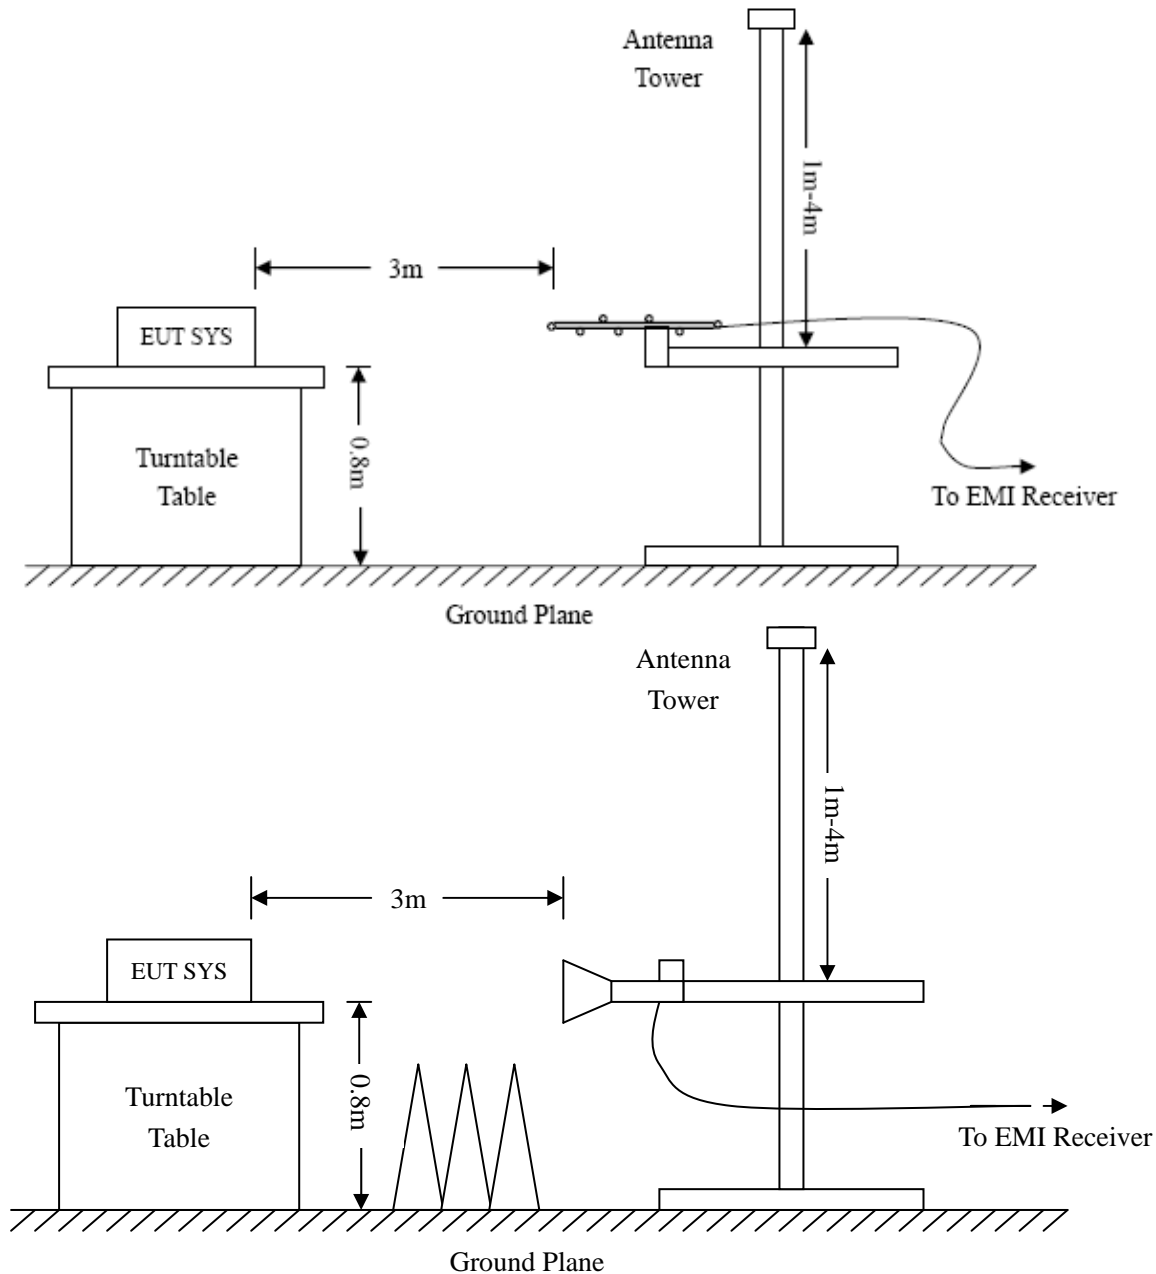 Antenna
Tower
1m-4m
3m
EUT SYS
Turntable
Table
0.8m
To EMI Receiver
Ground Plane
Antenna
Tower
1m-4m
3m
EUT SYS
Turntable
Table
0.8m
To EMI Receiver
Ground Plane